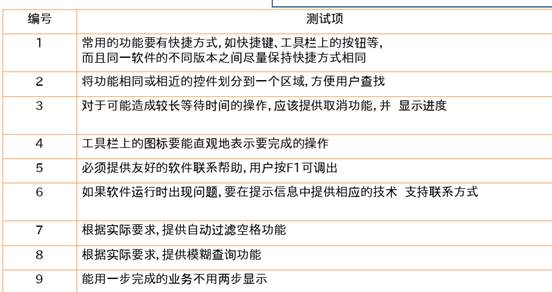 编号 测试项
1 常用的功能要有快捷方式,如快捷键、工具栏上的按钮等,
而且同一软件的不同版本之间尽量保持快捷方式相同
2 将功能相同或相近的控件划分到一个区域,方便用户查找
3 对于可能造成较长等待时间的操作,应该提供取消功能,并 显示进度
4 工具栏上的图标要能直观地表示要完成的操作
5 必须提供友好的软件联系帮助,用户按F1可调出
6 如果软件运行时出现问题,要在提示信息中提供相应的技术 支持联系方式
7 根据实际要求,提供自动过滤空格功能
8 根据实际要求,提供模糊查询功能
9 能用一步完成的业务不用两步显示